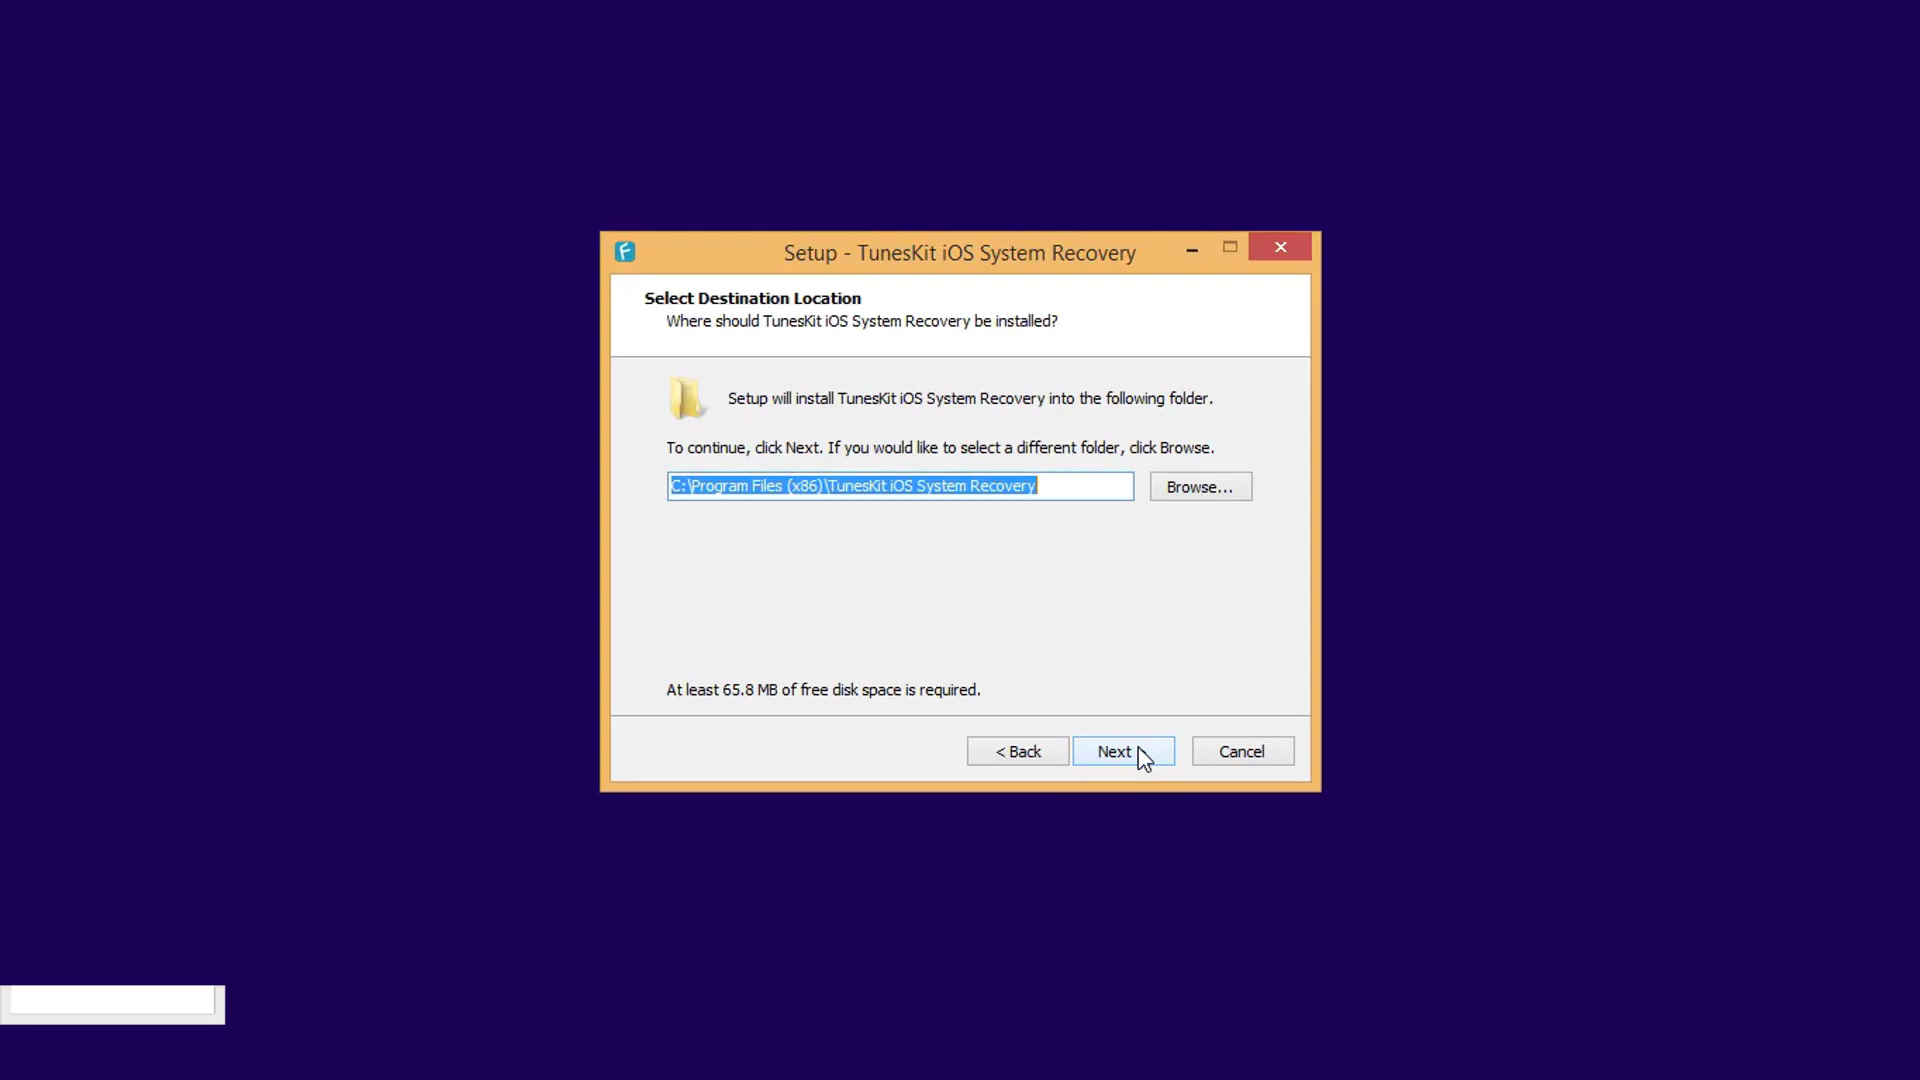 Setup - TunesKit iOS System Recovery
Select Destination Location
Where should TunesKit iOS System Recovery be installed?
Setup will install TunesKit iOS System Recovery into the following folder.
To continue, click Next. If you would like to select a different folder, click Browse.
C:\Program Files (x86)\TunesKit iOS System Recovery
Browse...
At least 65.8 MB of free disk space is required.
< Back
Next
Cancel